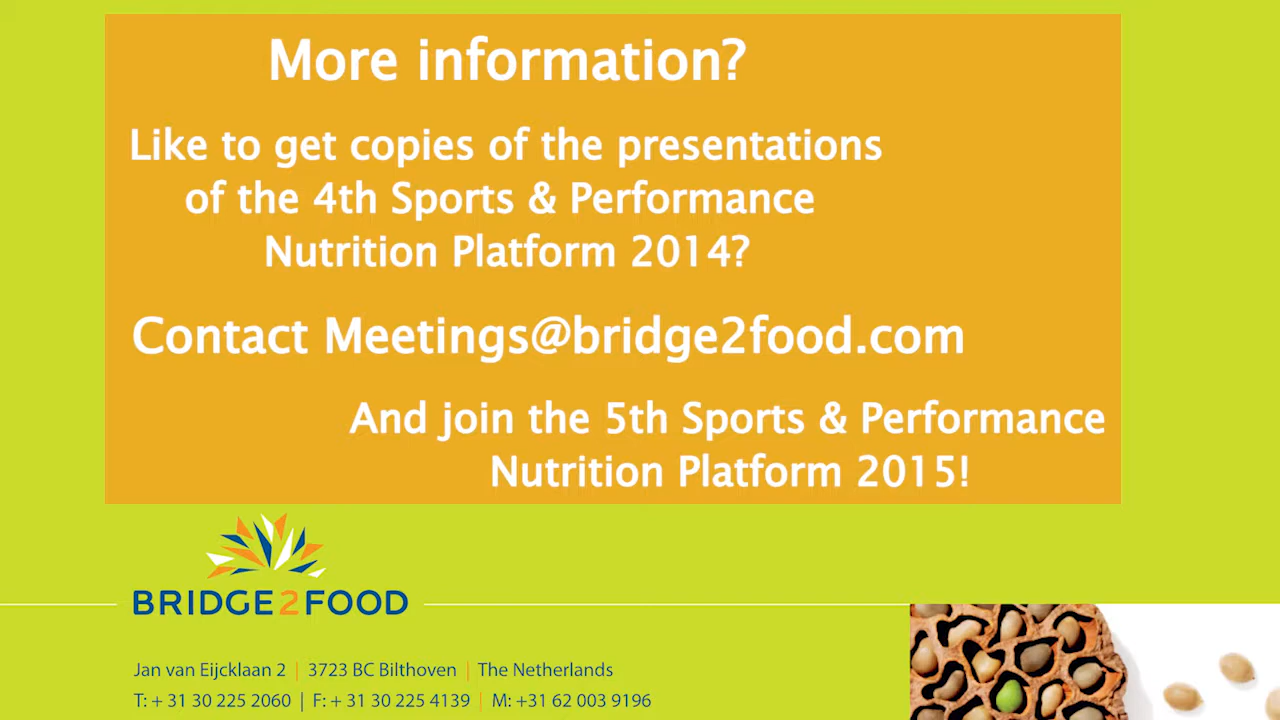 More information?
Like to get copies of the presentations
of the 4th Sports & Performance
Nutrition Platform 2014?
Contact Meetings@bridge2food.com
And join the 5th Sports & Performance
Nutrition Platform 2015!
BRIDGE2FOOD
Jan van Eijcklaan 2 | 3723 BC Bilthoven | The Netherlands
T: + 31 30 225 2060 | F: + 31 30 225 4139 | M: +31 62 003 9196